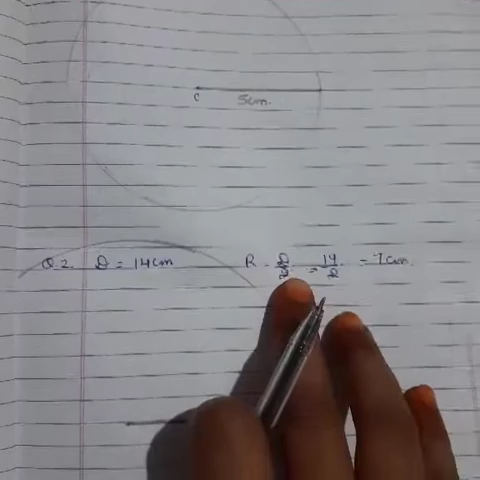 C
5cm.
Q.2. D = 14cm R = D/2 = 14/2 = 7cm.